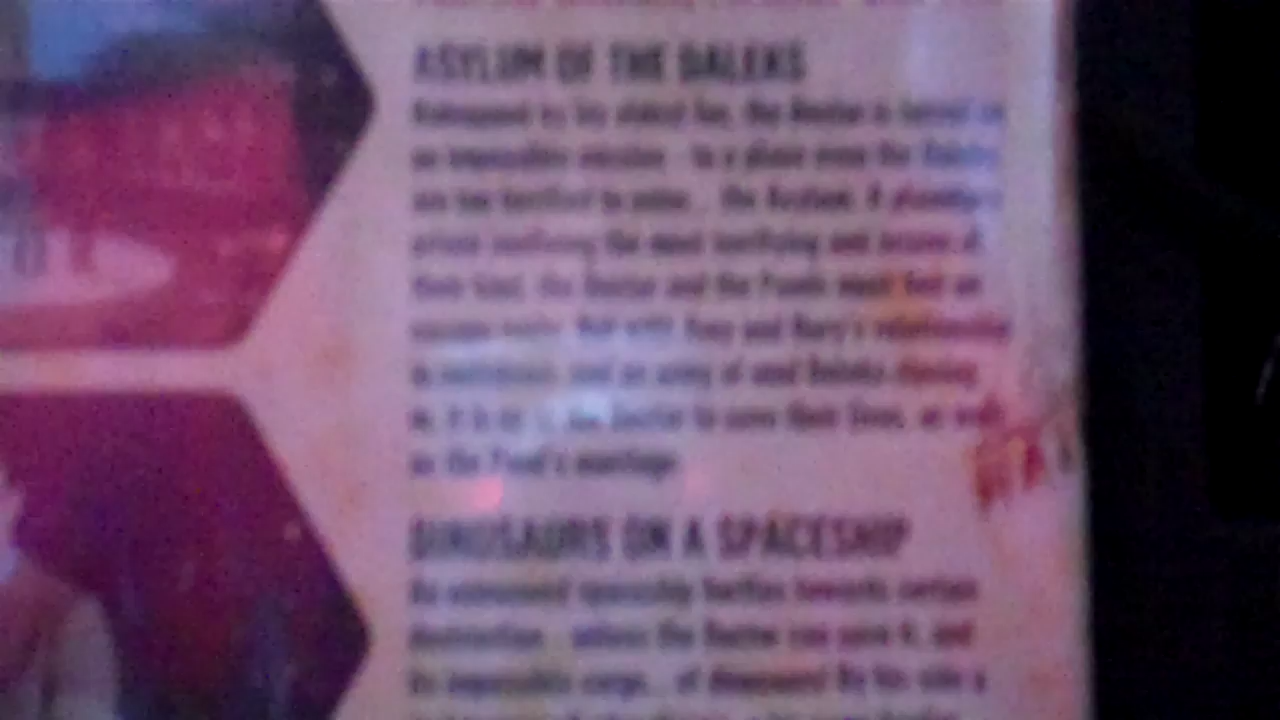 ASYLUM OF THE DALEKS
Kidnapped by his oldest foe, the Doctor is forced on
an impossible mission - to a place even the Daleks
are too terrified to enter... the Asylum. A planetary
prison confining the most terrifying and insane of
their kind, the Doctor and the Ponds must find an
escape But with Amy and Rory's relationship
in meltdown, and an army of mad Daleks closing
in, it is up to the Doctor to save their lives, as well
as the Pond's marriage.
DINOSAURS ON A SPACESHIP
An unmanned spaceship hurtles towards certain
destruction - unless the Doctor can save it, and
its impossible cargo... of dinosaurs! By his side a